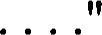 . . . ."